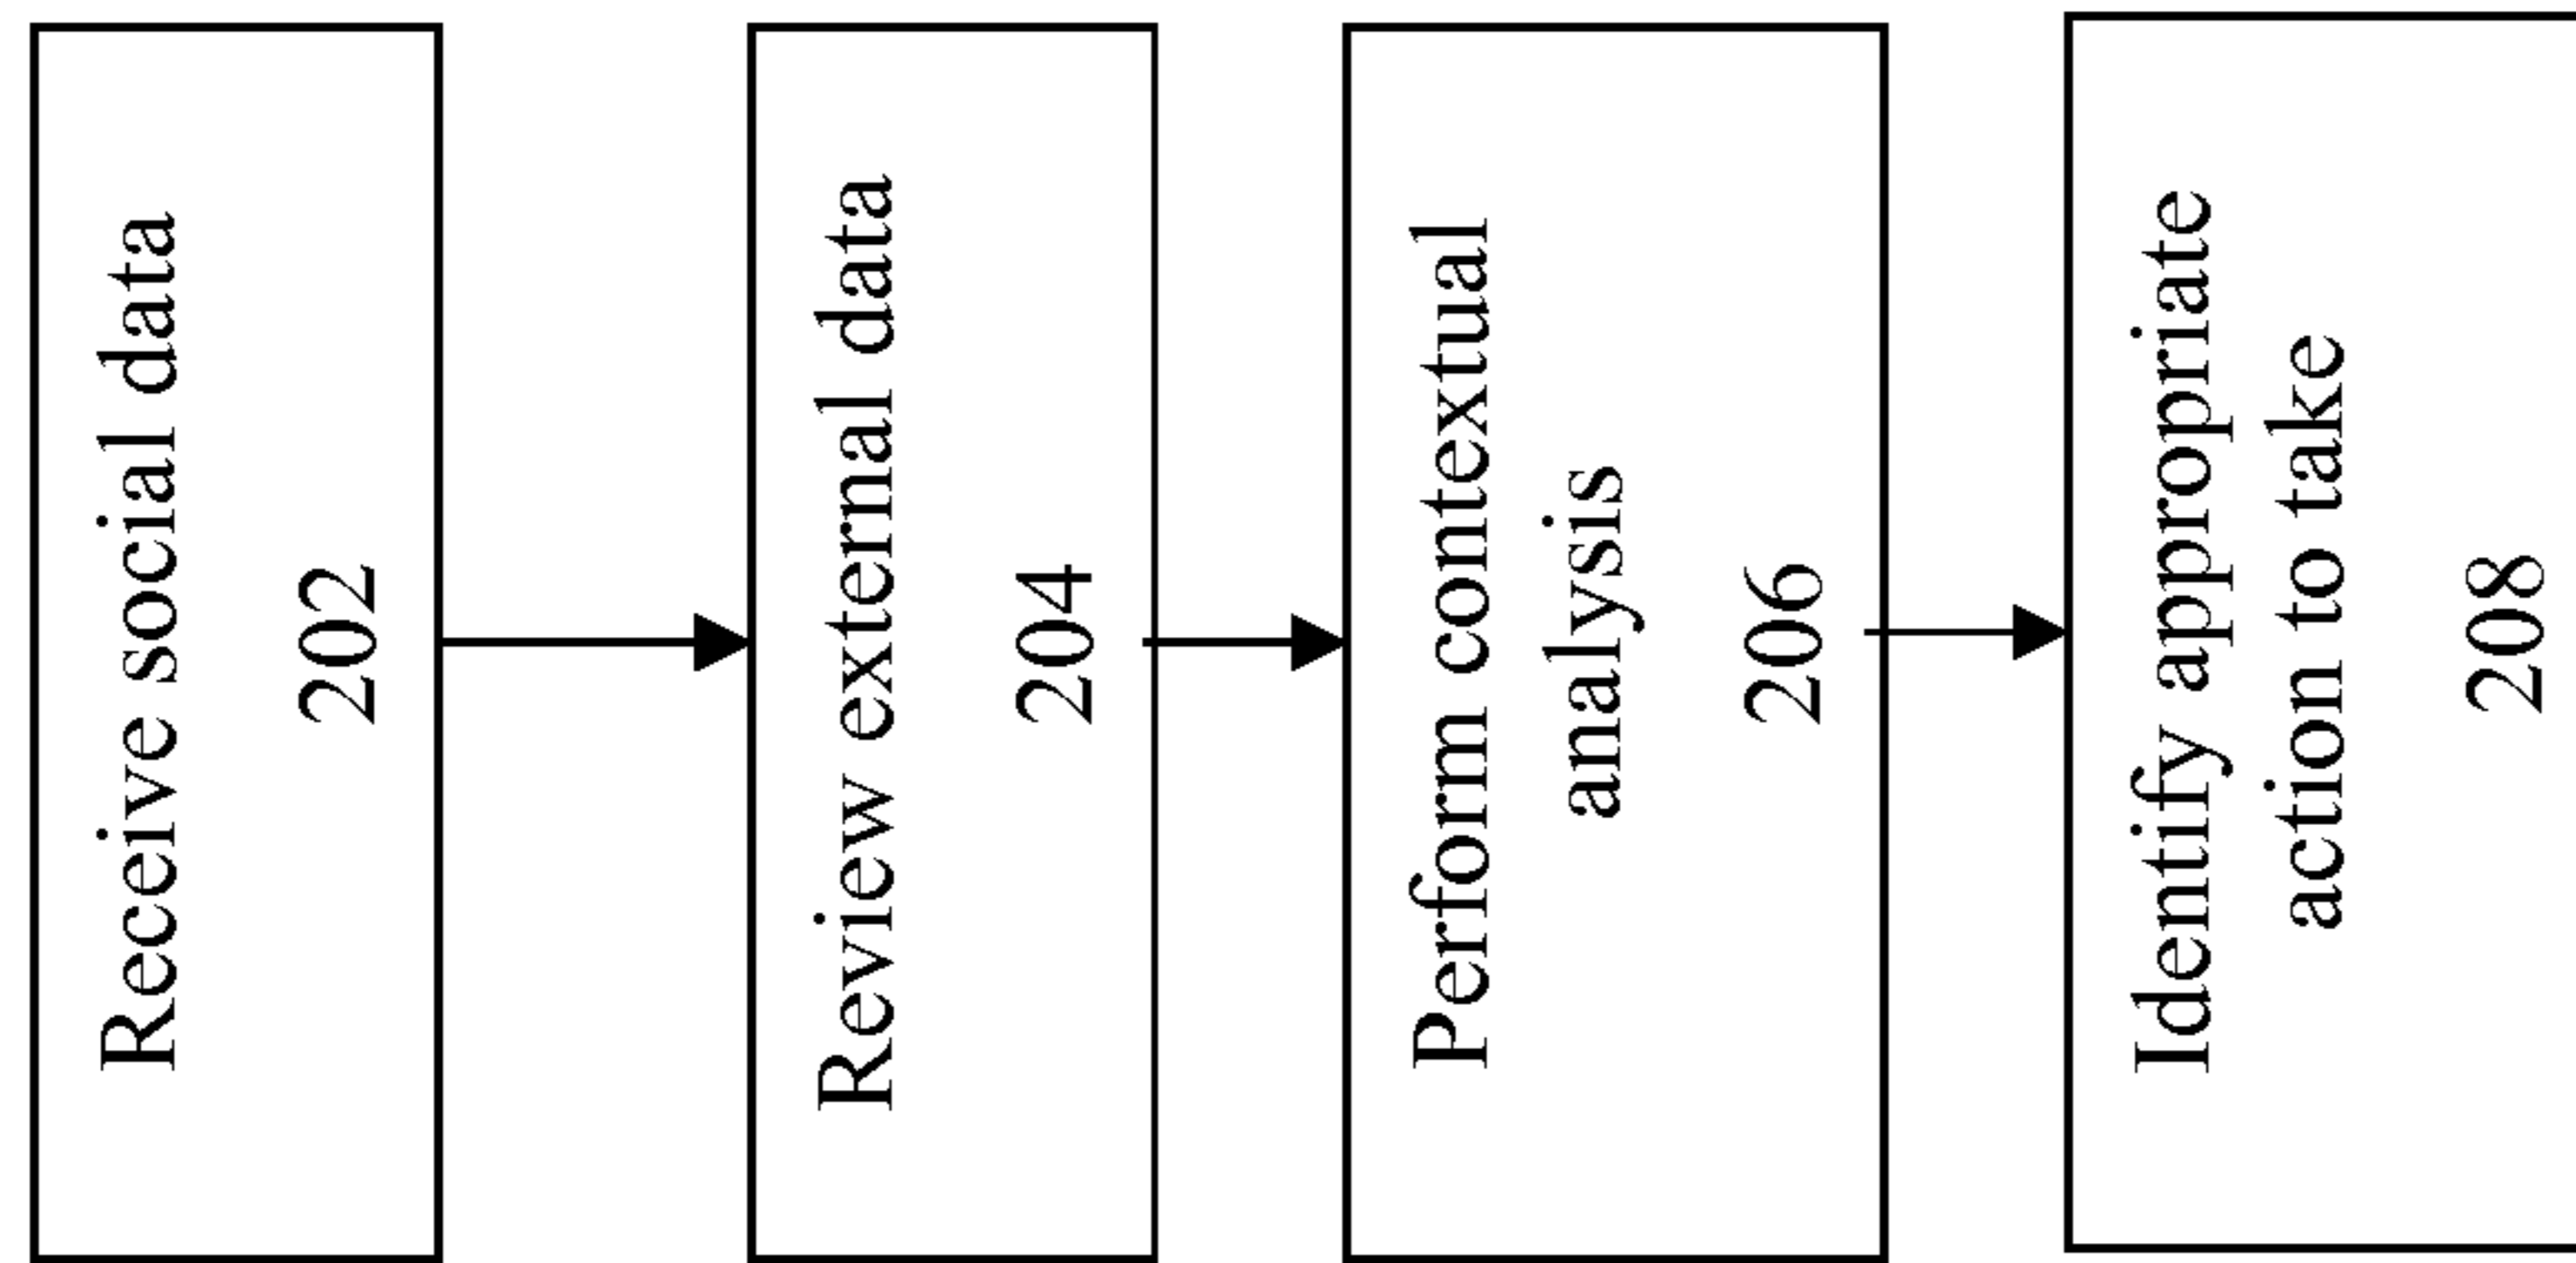 Receive social data
202
Review external data
204
Perform contextual
analysis
206
Identify appropriate
action to take
208